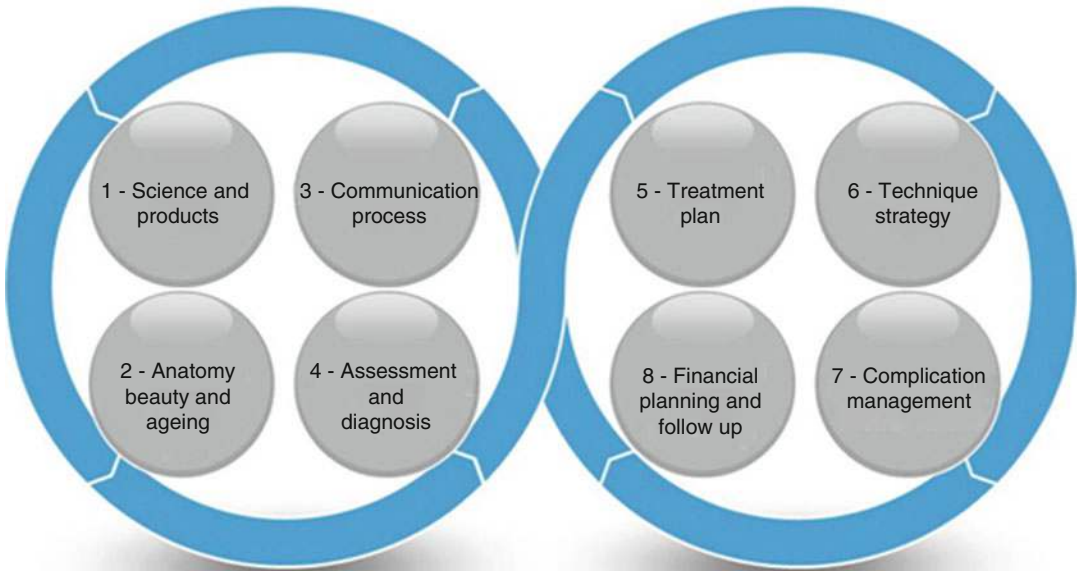 1 - Science and
products
3 - Communication
process
2 - Anatomy
beauty and
ageing
4 - Assessment
and
diagnosis
5 - Treatment
plan
6 - Technique
strategy
8 - Financial
planning and
follow up
7 - Complication
management